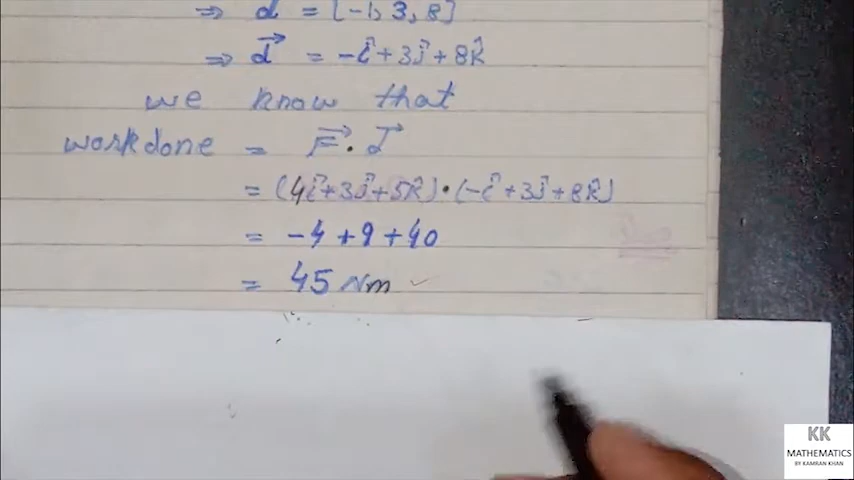 ⇒ d = [-1, 3, 8]
⇒ d⃗ = -î + 3ĵ + 8k̂
we know that
workdone = F⃗ . d⃗
= (4î + 3ĵ + 5k̂) . (-î + 3ĵ + 8k̂)
= -4 + 9 + 40
= 45 Nm
KK
MATHEMATICS
BY KAMRAN KHAN